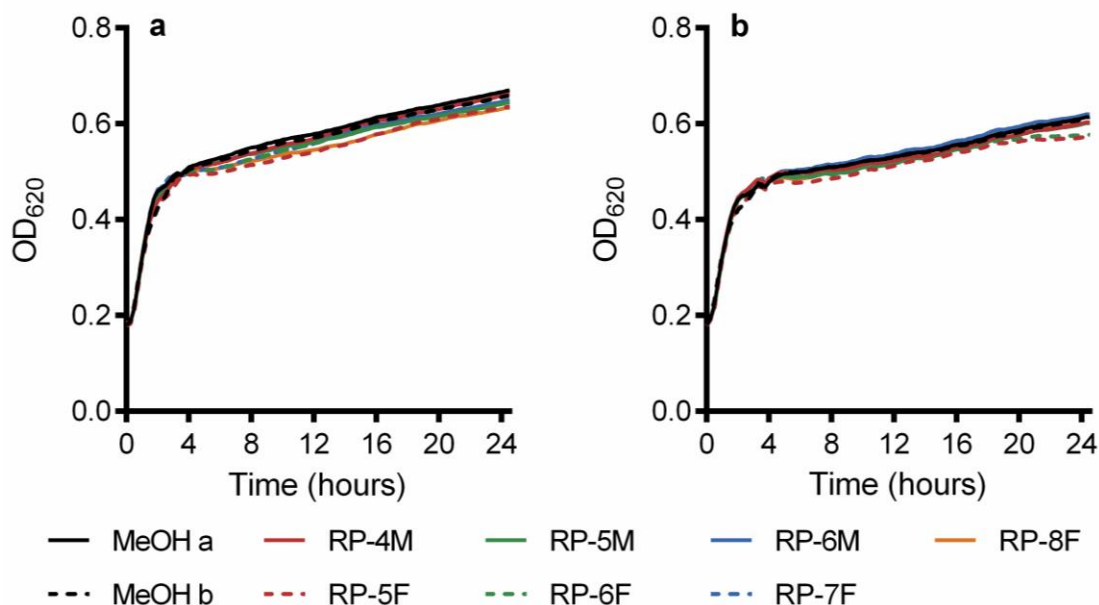 a
b
0.8
0.6
0.4
0.2
0.0
OD620
0 4 8 12 16 20 24
Time (hours)
0.8
0.6
0.4
0.2
0.0
OD620
0 4 8 12 16 20 24
Time (hours)
MeOH a RP-4M RP-5M RP-6M RP-8F
MeOH b RP-5F RP-6F RP-7F